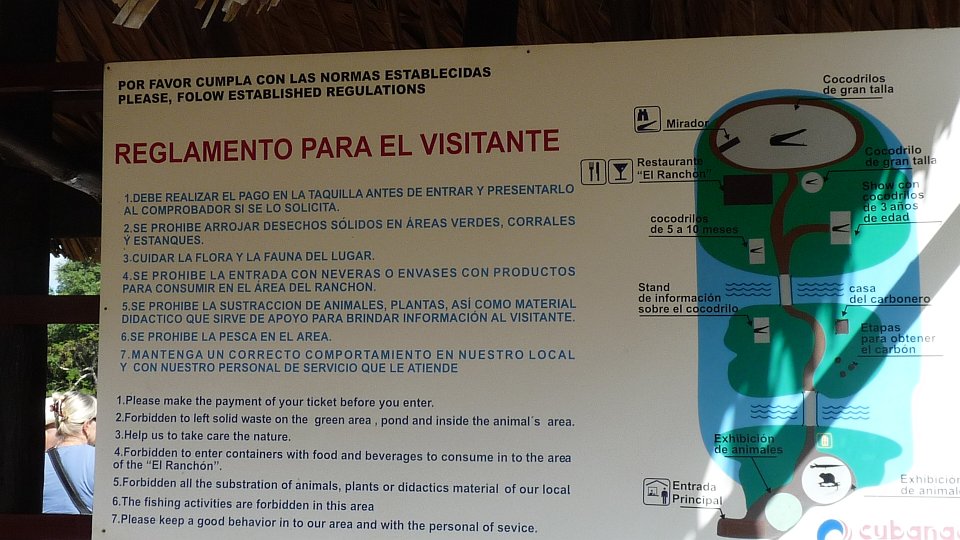 POR FAVOR CUMPLA CON LAS NORMAS ESTABLECIDAS
PLEASE, FOLOW ESTABLISHED REGULATIONS
REGLAMENTO PARA EL VISITANTE
1.DEBE REALIZAR EL PAGO EN LA TAQUILLA ANTES DE ENTRAR Y PRESENTARLO
AL COMPROBADOR SI SE LO SOLICITA.
2.SE PROHIBE ARROJAR DESECHOS SÓLIDOS EN ÁREAS VERDES, CORRALES
Y ESTANQUES.
3.CUIDAR LA FLORA Y LA FAUNA DEL LUGAR.
4.SE PROHIBE LA ENTRADA CON NEVERAS O ENVASES CON PRODUCTOS
PARA CONSUMIR EN EL ÁREA DEL RANCHON.
5.SE PROHIBE LA SUSTRACCION DE ANIMALES, PLANTAS, ASÍ COMO MATERIAL
DIDACTICO QUE SIRVE DE APOYO PARA BRINDAR INFORMACIÓN AL VISITANTE.
6.SE PROHIBE LA PESCA EN EL AREA.
7.MANTENGA UN CORRECTO COMPORTAMIENTO EN NUESTRO LOCAL
Y CON NUESTRO PERSONAL DE SERVICIO QUE LE ATIENDE
1.Please make the payment of your ticket before you enter.
2.Forbidden to left solid waste on the green area , pond and inside the animal´s area.
3.Help us to take care the nature.
4.Forbidden to enter containers with food and beverages to consume in to the area
of the “El Ranchón”.
5.Forbidden all the substration of animals, plants or didactics material of our local
6.The fishing activities are forbidden in this area
7.Please keep a good behavior in to our area and with the personal of sevice.
Cocodrilos
de gran talla
Mirador
Cocodrilo
de gran talla
Restaurante
"El Ranchón"
Show con
cocodrilos
de 3 años
de edad
cocodrilos
de 5 a 10 meses
Stand
de información
sobre el cocodrilo
casa
del carbonero
Etapas
para obtener
el carbón
Exhibición
de animales
Entrada
Principal
Exhibición
de animale
cubanac